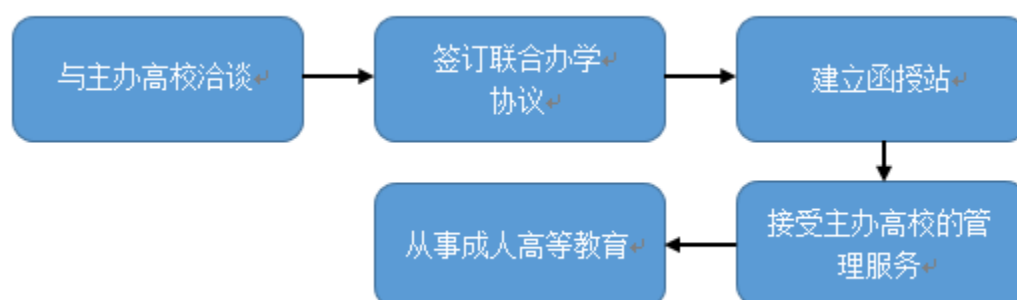 与主办高校洽谈
签订联合办学
协议
建立函授站
接受主办高校的管
理服务
从事成人高等教育